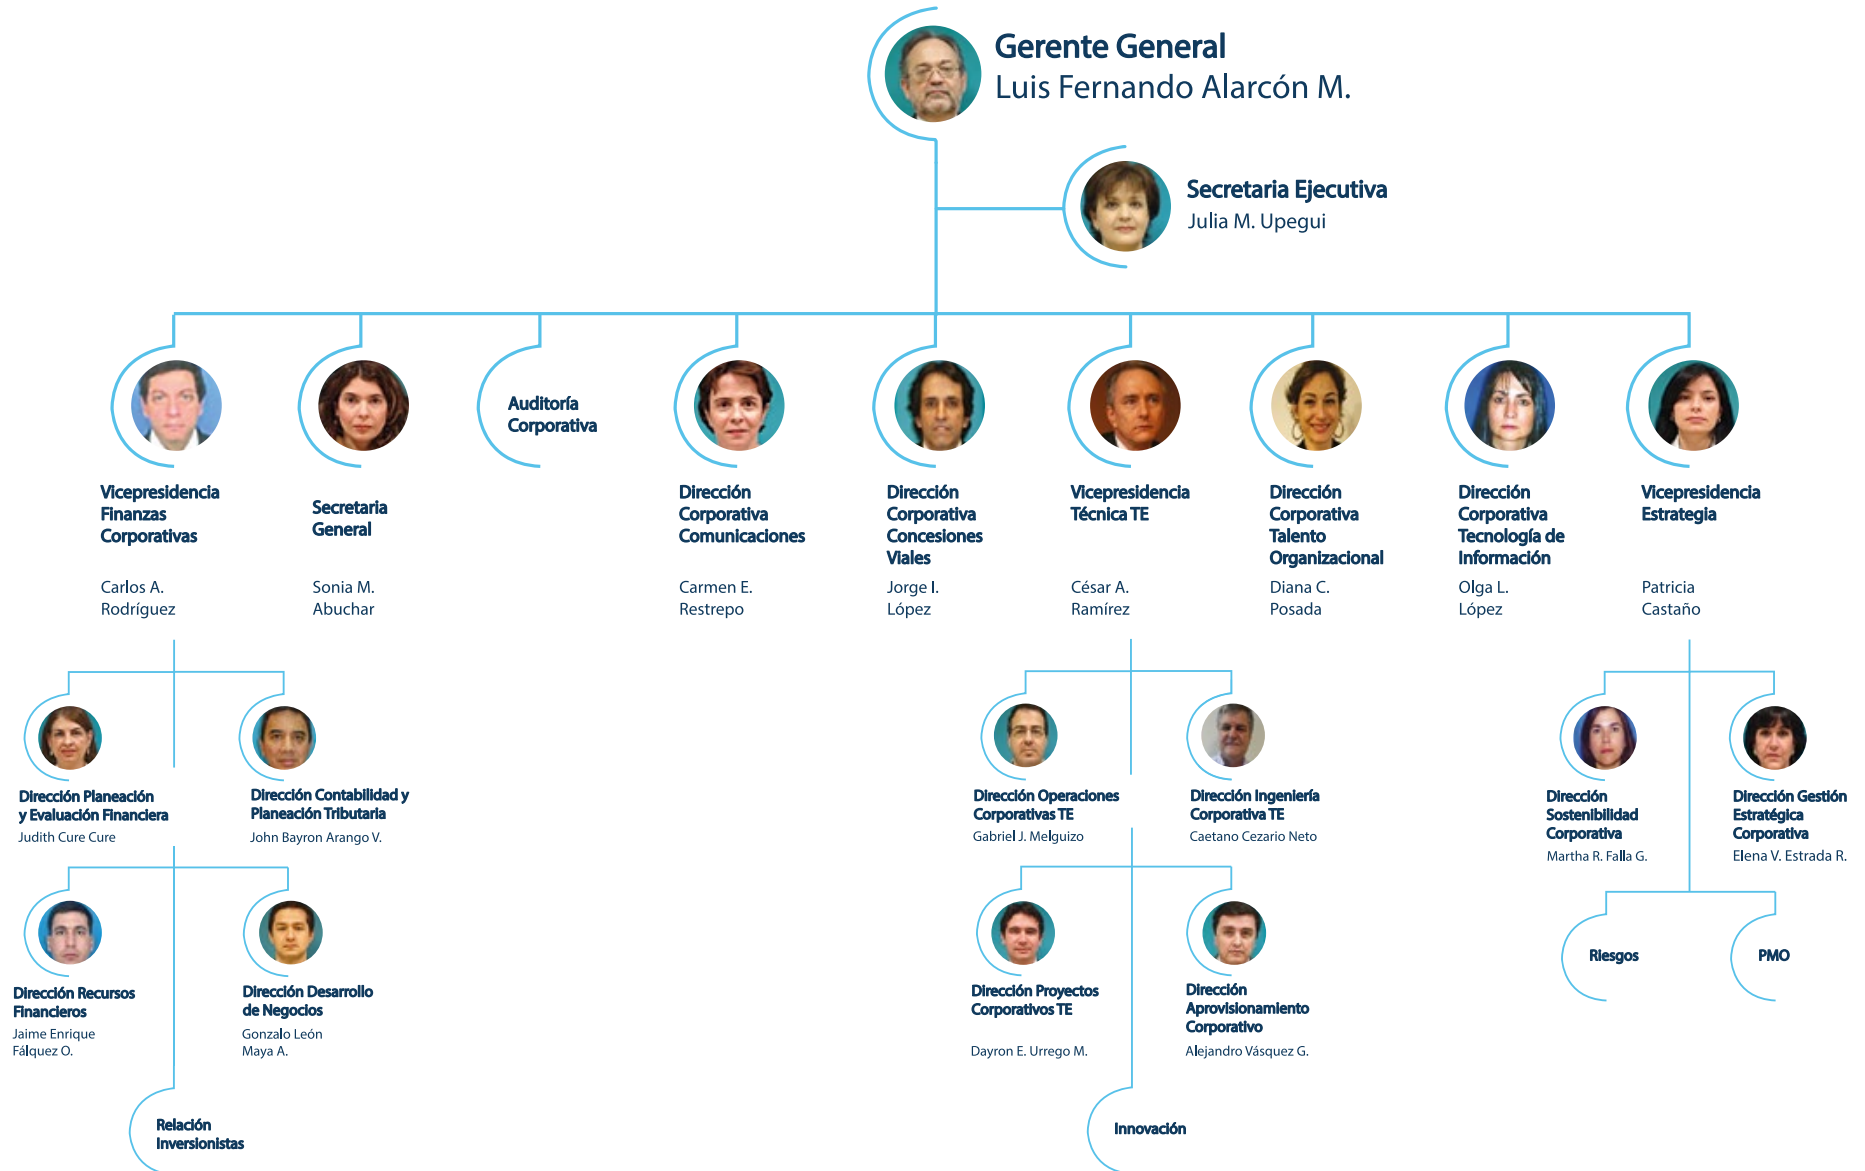 Gerente General
Luis Fernando Alarcón M.
Secretaria Ejecutiva
Julia M. Upegui
Vicepresidencia
Finanzas
Corporativas
Carlos A.
Rodríguez
Secretaria
General
Sonia M.
Abuchar
Auditoría
Corporativa
Dirección
Corporativa
Comunicaciones
Carmen E.
Restrepo
Dirección
Corporativa
Concesiones
Viales
Jorge I.
López
Vicepresidencia
Técnica TE
César A.
Ramírez
Dirección
Corporativa
Talento
Organizacional
Diana C.
Posada
Dirección
Corporativa
Tecnología de
Información
Olga L.
López
Vicepresidencia
Estrategia
Patricia
Castaño
Dirección Planeación
y Evaluación Financiera
Judith Cure Cure
Dirección Contabilidad y
Planeación Tributaria
John Bayron Arango V.
Dirección Recursos
Financieros
Jaime Enrique
Fálquez O.
Dirección Desarrollo
de Negocios
Gonzalo León
Maya A.
Relación
Inversionistas
Dirección Operaciones
Corporativas TE
Gabriel J. Melguizo
Dirección Ingeniería
Corporativa TE
Caetano Cezario Neto
Dirección Proyectos
Corporativos TE
Dayron E. Urrego M.
Dirección
Aprovisionamiento
Corporativo
Alejandro Vásquez G.
Innovación
Dirección
Sostenibilidad
Corporativa
Martha R. Falla G.
Dirección Gestión
Estratégica
Corporativa
Elena V. Estrada R.
Riesgos
PMO